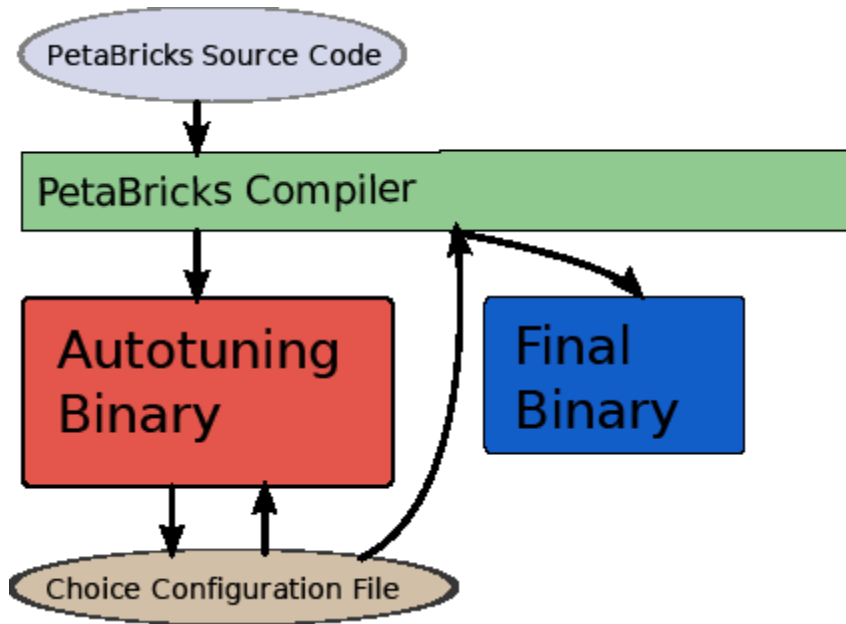 PetaBricks Source Code
PetaBricks Compiler
Autotuning
Binary
Final
Binary
Choice Configuration File